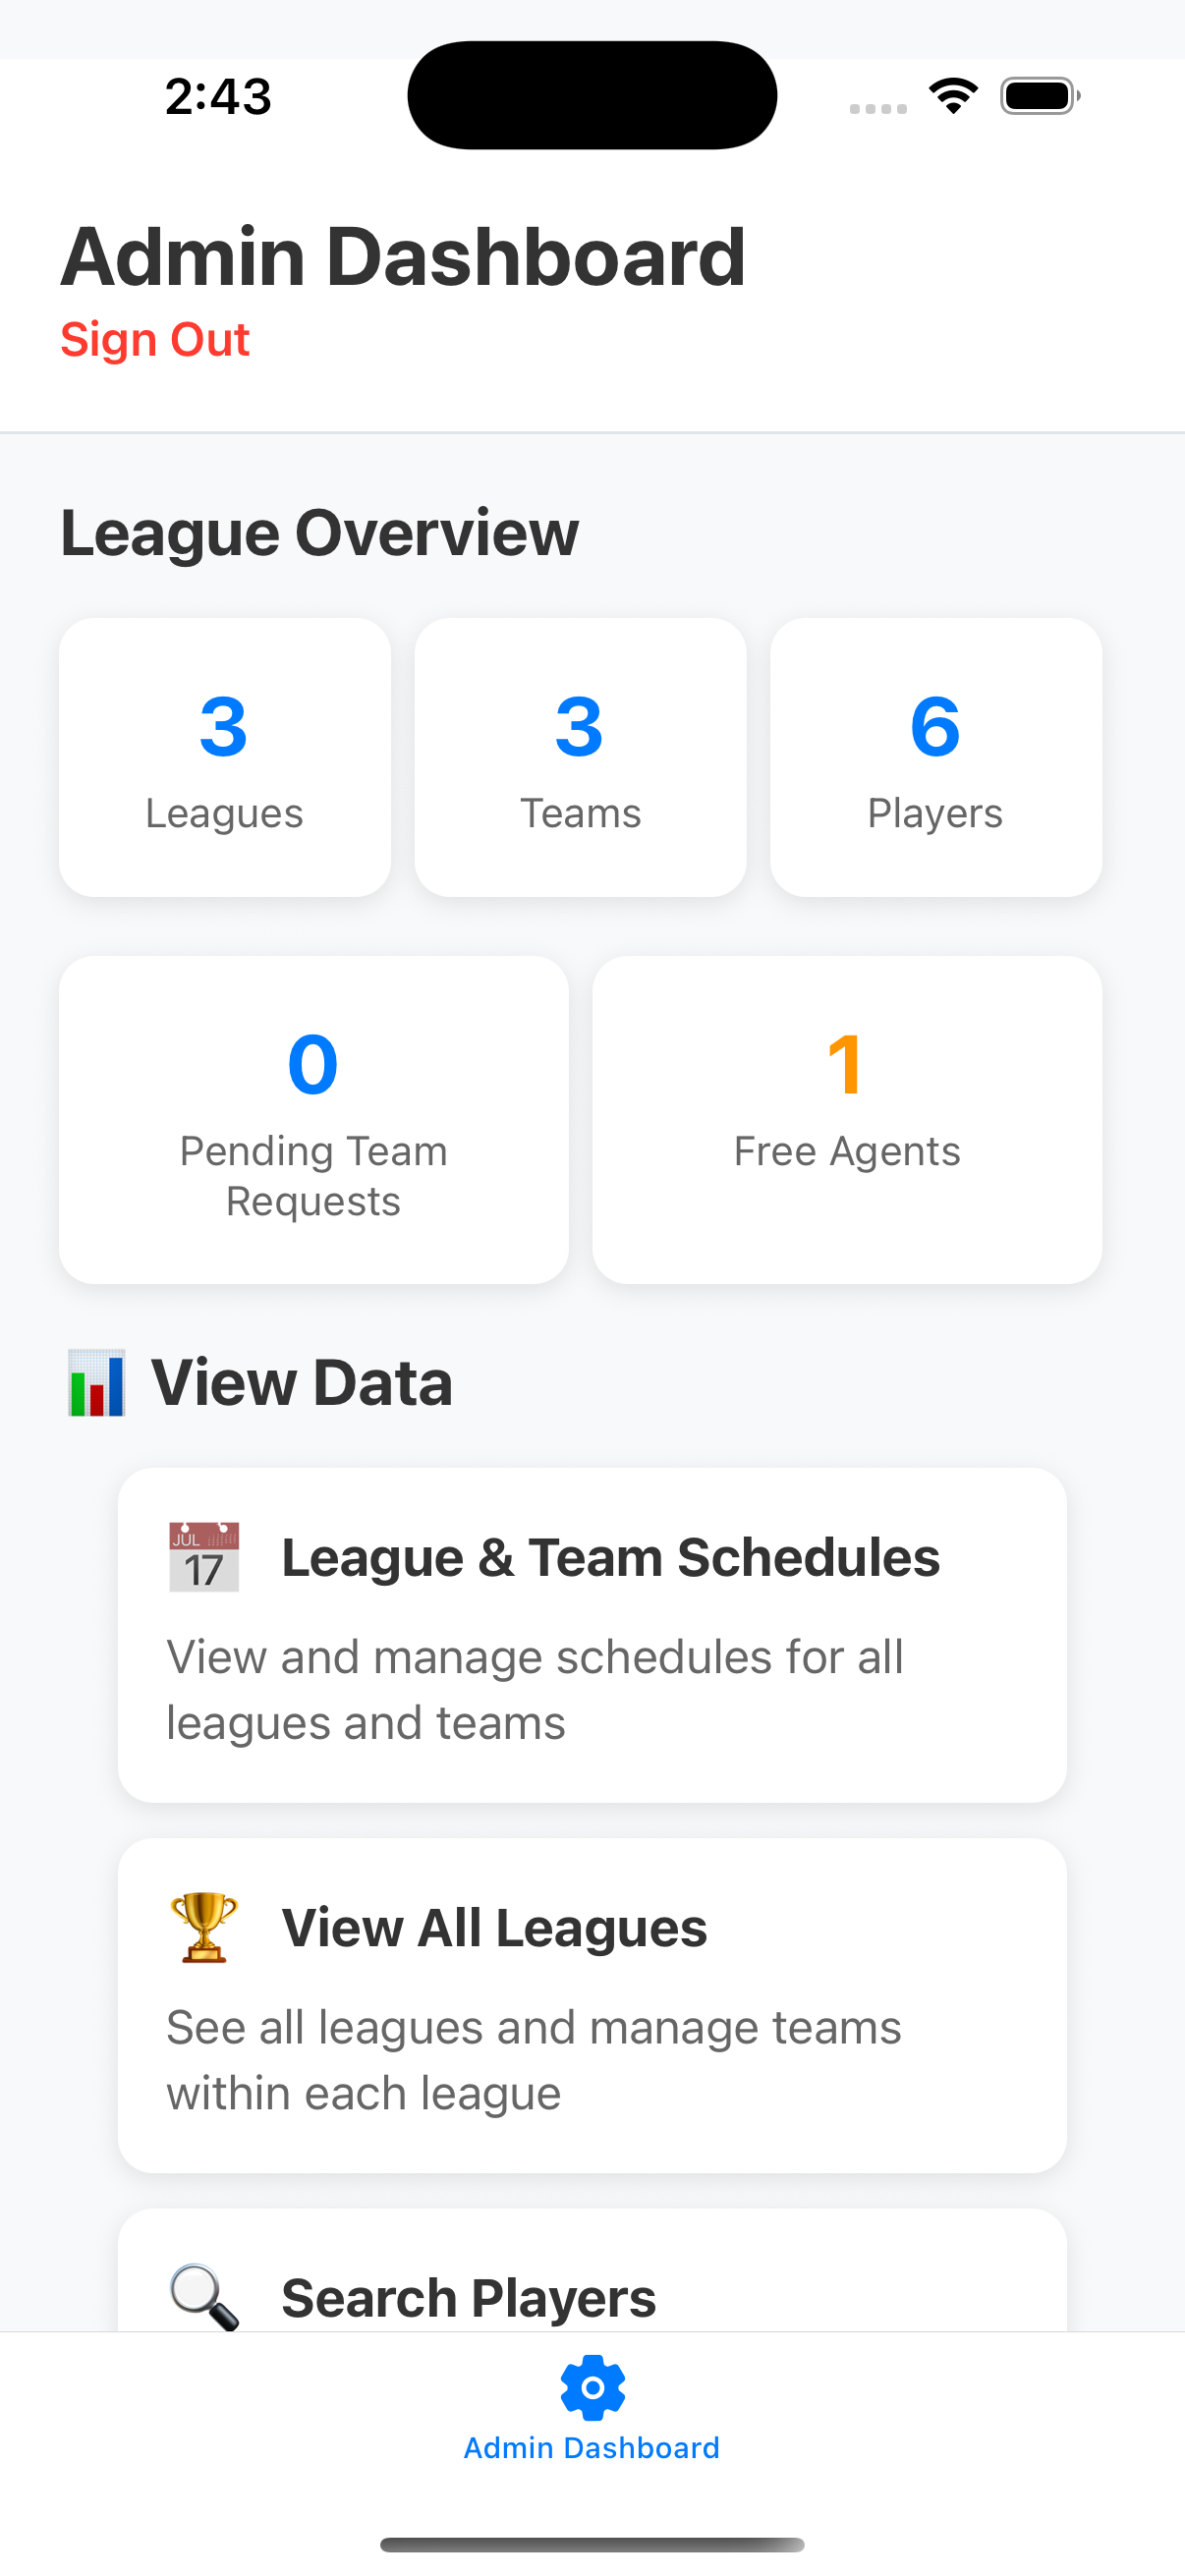 2:43
Admin Dashboard
Sign Out
League Overview
3
Leagues
3
Teams
6
Players
0
Pending Team
Requests
1
Free Agents
View Data
JUL
17
League & Team Schedules
View and manage schedules for all
leagues and teams
View All Leagues
See all leagues and manage teams
within each league
Search Players
Admin Dashboard